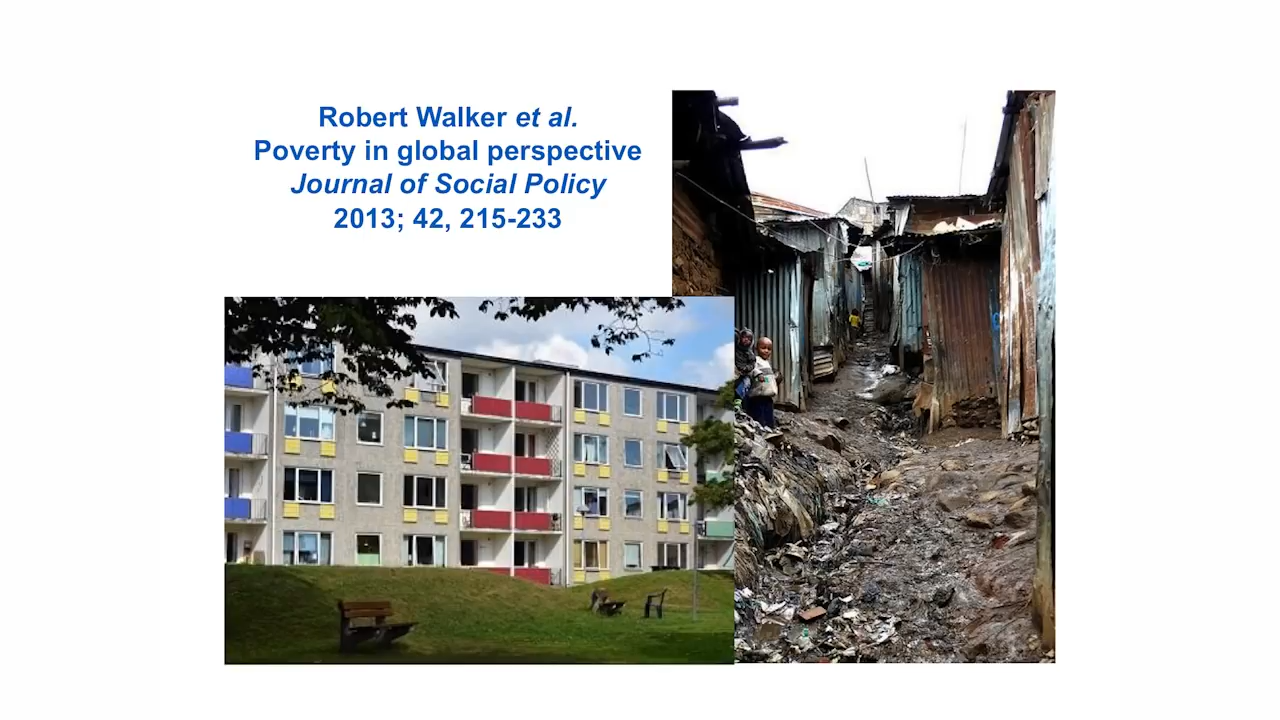 Robert Walker et al.
Poverty in global perspective
Journal of Social Policy
2013; 42, 215-233